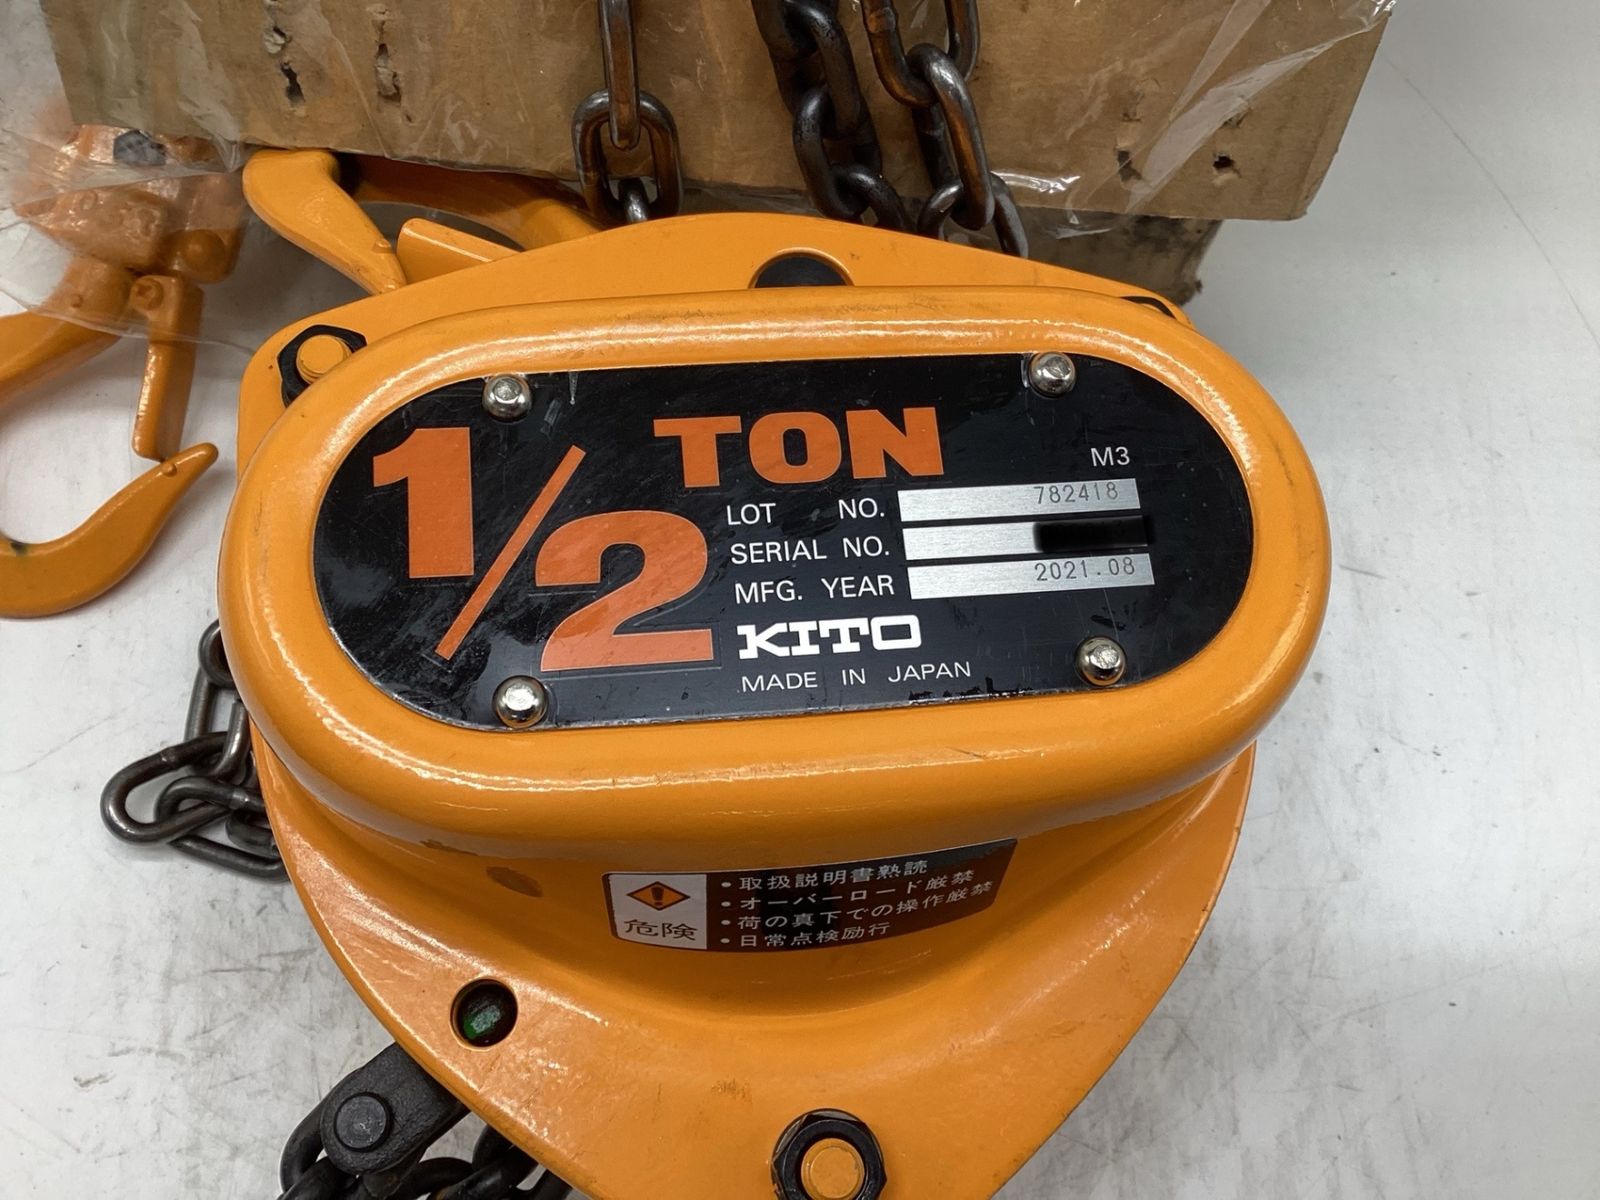 1/2 TON
M3
LOT NO. 782418
SERIAL NO.
MFG. YEAR 2021.08
KITO
MADE IN JAPAN
危険
・取扱説明書熟読
・オーバーロード厳禁
・荷の真下での操作厳禁
・日常点検励行